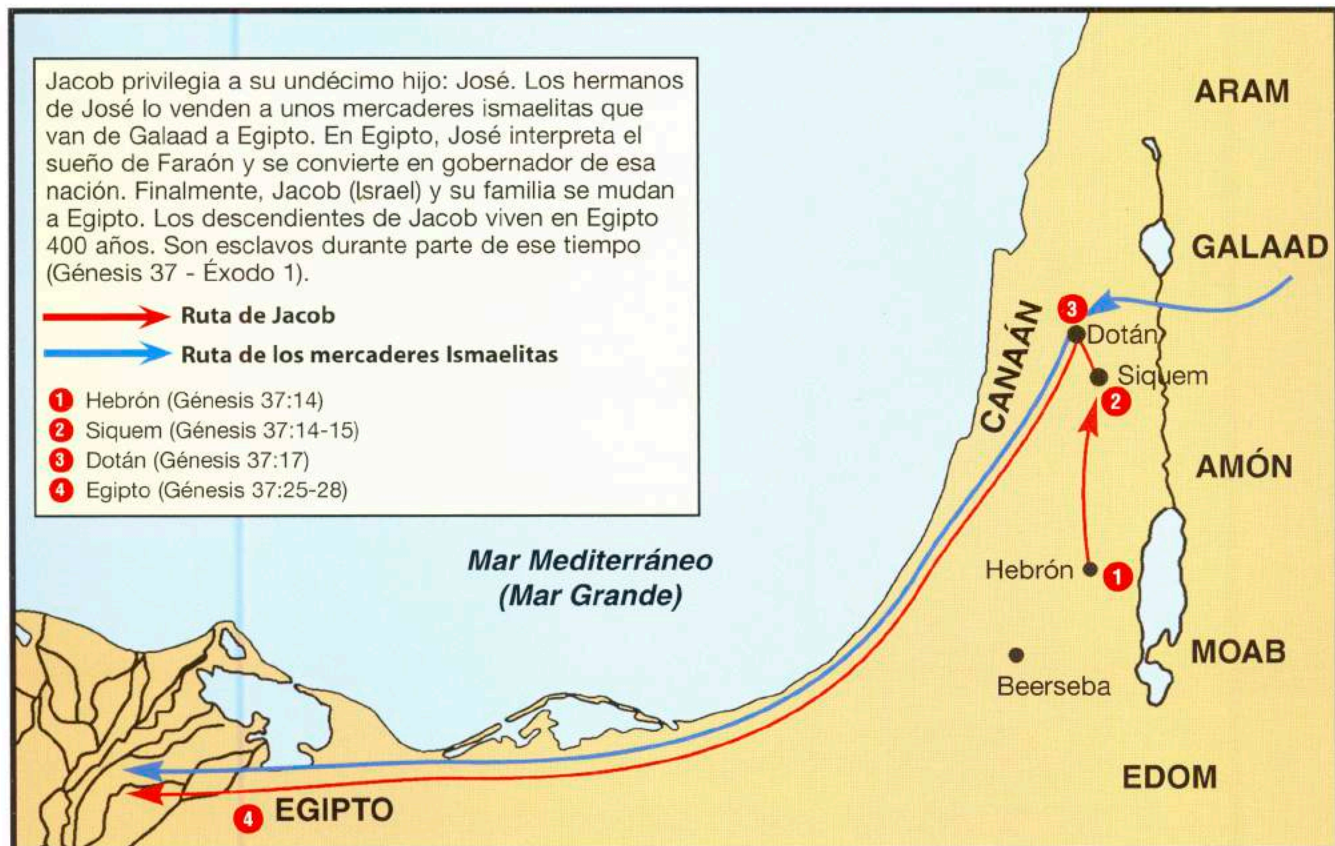 Jacob privilegia a su undécimo hijo: José. Los hermanos
de José lo venden a unos mercaderes ismaelitas que
van de Galaad a Egipto. En Egipto, José interpreta el
sueño de Faraón y se convierte en gobernador de esa
nación. Finalmente, Jacob (Israel) y su familia se mudan
a Egipto. Los descendientes de Jacob viven en Egipto
400 años. Son esclavos durante parte de ese tiempo
(Génesis 37 - Éxodo 1).
Ruta de Jacob
Ruta de los mercaderes Ismaelitas
1 Hebrón (Génesis 37:14)
2 Siquem (Génesis 37:14-15)
3 Dotán (Génesis 37:17)
4 Egipto (Génesis 37:25-28)
ARAM
GALAAD
3
Dotán
CANAÁN
Siquem
2
AMÓN
Mar Mediterráneo
(Mar Grande)
Hebrón
1
MOAB
Beerseba
EDOM
4 EGIPTO